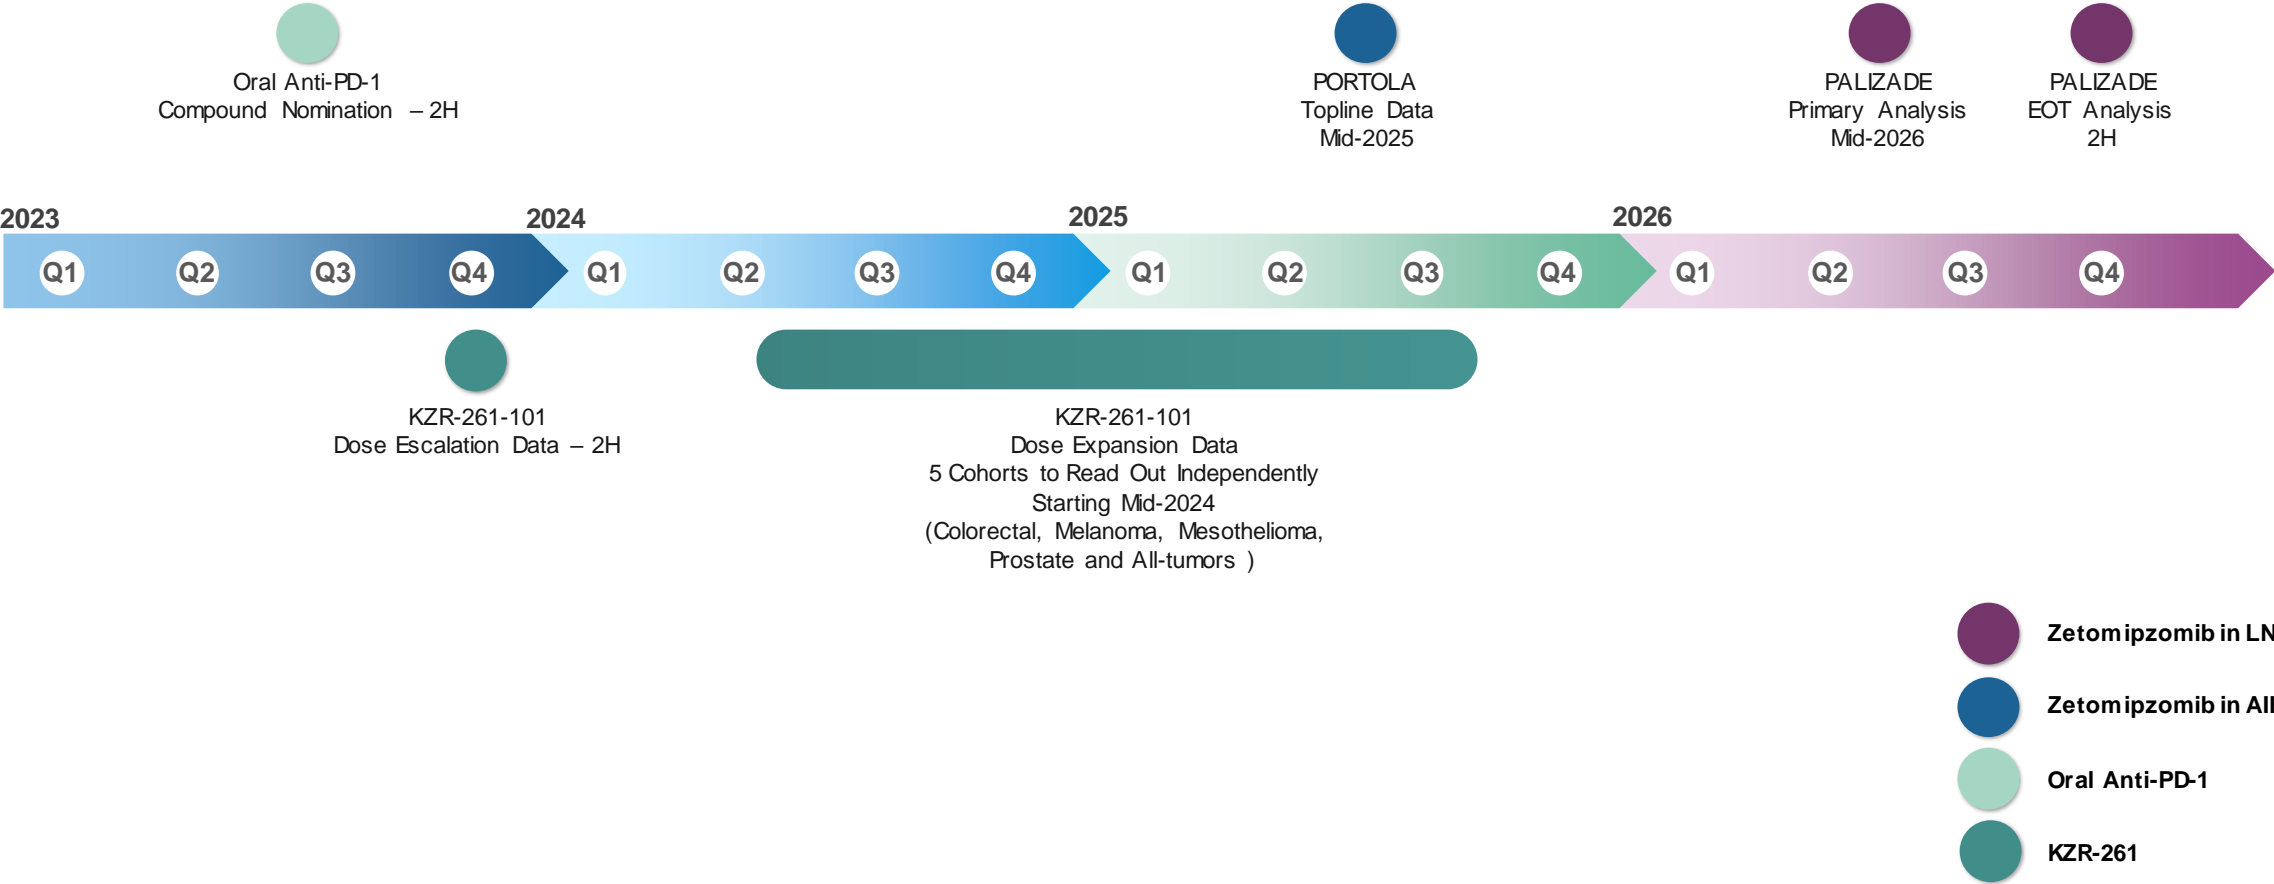 Oral Anti-PD-1
Compound Nomination – 2H
PORTOLA
Topline Data
Mid-2025
PALIZADE
Primary Analysis
Mid-2026
PALIZADE
EOT Analysis
2H
2023
2024
2025
2026
Q1
Q2
Q3
Q4
Q1
Q2
Q3
Q4
Q1
Q2
Q3
Q4
Q1
Q2
Q3
Q4
KZR-261-101
Dose Escalation Data – 2H
KZR-261-101
Dose Expansion Data
5 Cohorts to Read Out Independently
Starting Mid-2024
(Colorectal, Melanoma, Mesothelioma,
Prostate and All-tumors )
Zetomipzomib in LN
Zetomipzomib in
Oral Anti-PD-1
KZR-261